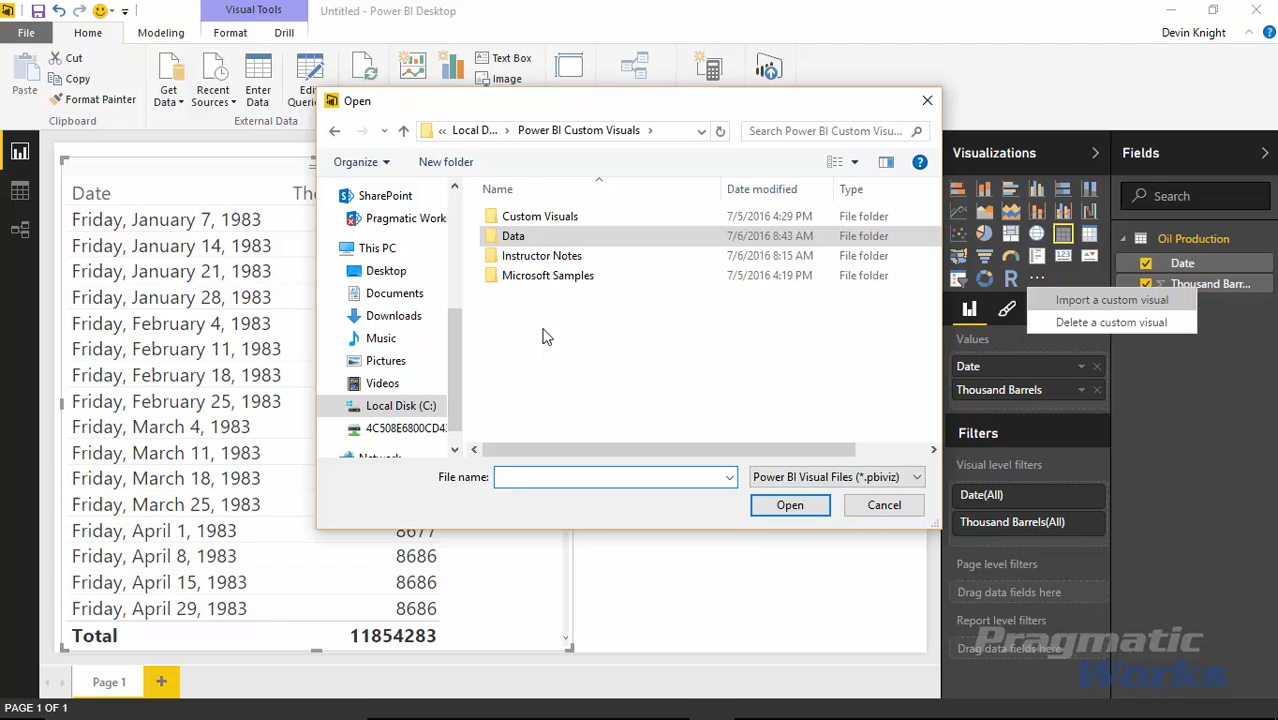 Visual Tools
Untitled - Power BI Desktop
File
Home
Modeling
Format
Drill
Devin Knight
Paste
Cut
Copy
Format Painter
Clipboard
Get
Data
Recent
Sources
Enter
Data
Edit
External Data
Text Box
Image
Open
« Local D... › Power BI Custom Visuals ›
Search Power BI Custom Visu...
Organize
New folder
SharePoint
Pragmatic Work
This PC
Desktop
Documents
Downloads
Music
Pictures
Videos
Local Disk (C:)
Name
Date modified
Type
Custom Visuals 7/5/2016 4:29 PM File folder
Data 7/6/2016 8:43 AM File folder
Instructor Notes 7/6/2016 8:15 AM File folder
Microsoft Samples 7/5/2016 4:19 PM File folder
File name:
Power BI Visual Files (*.pbiviz)
Open
Cancel
Date
Friday, January 7, 1983
Friday, January 14, 1983
Friday, January 21, 1983
Friday, January 28, 1983
Friday, February 4, 1983
Friday, February 11, 1983
Friday, February 18, 1983
Friday, February 25, 1983
Friday, March 4, 1983
Friday, March 11, 1983
Friday, March 18, 1983
Friday, March 25, 1983
Friday, April 1, 1983 8677
Friday, April 8, 1983 8686
Friday, April 15, 1983 8686
Friday, April 29, 1983 8686
Total 11854283
Visualizations
R
Import a custom visual
Delete a custom visual
Values
Date
Thousand Barrels
Filters
Visual level filters
Date(All)
Thousand Barrels(All)
Page level filters
Drag data fields here
Report level filters
Drag data fields here
Fields
Search
Oil Production
Date
Thousand Barr...
Pragmatic
Works
Page 1
PAGE 1 OF 1